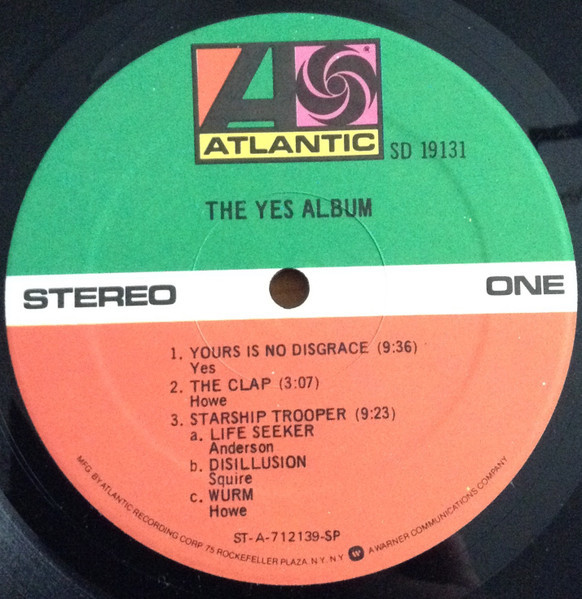 ATLANTIC
SD 19131
THE YES ALBUM
STEREO
ONE
1. YOURS IS NO DISGRACE (9:36)
Yes
2. THE CLAP (3:07)
Howe
3. STARSHIP TROOPER (9:23)
a. LIFE SEEKER
Anderson
b. DISILLUSION
Squire
c. WURM
Howe
ST-A-712139-SP
MFG. BY ATLANTIC RECORDING CORP. 75 ROCKEFELLER PLAZA, N.Y. N.Y. A WARNER COMMUNICATIONS COMPANY